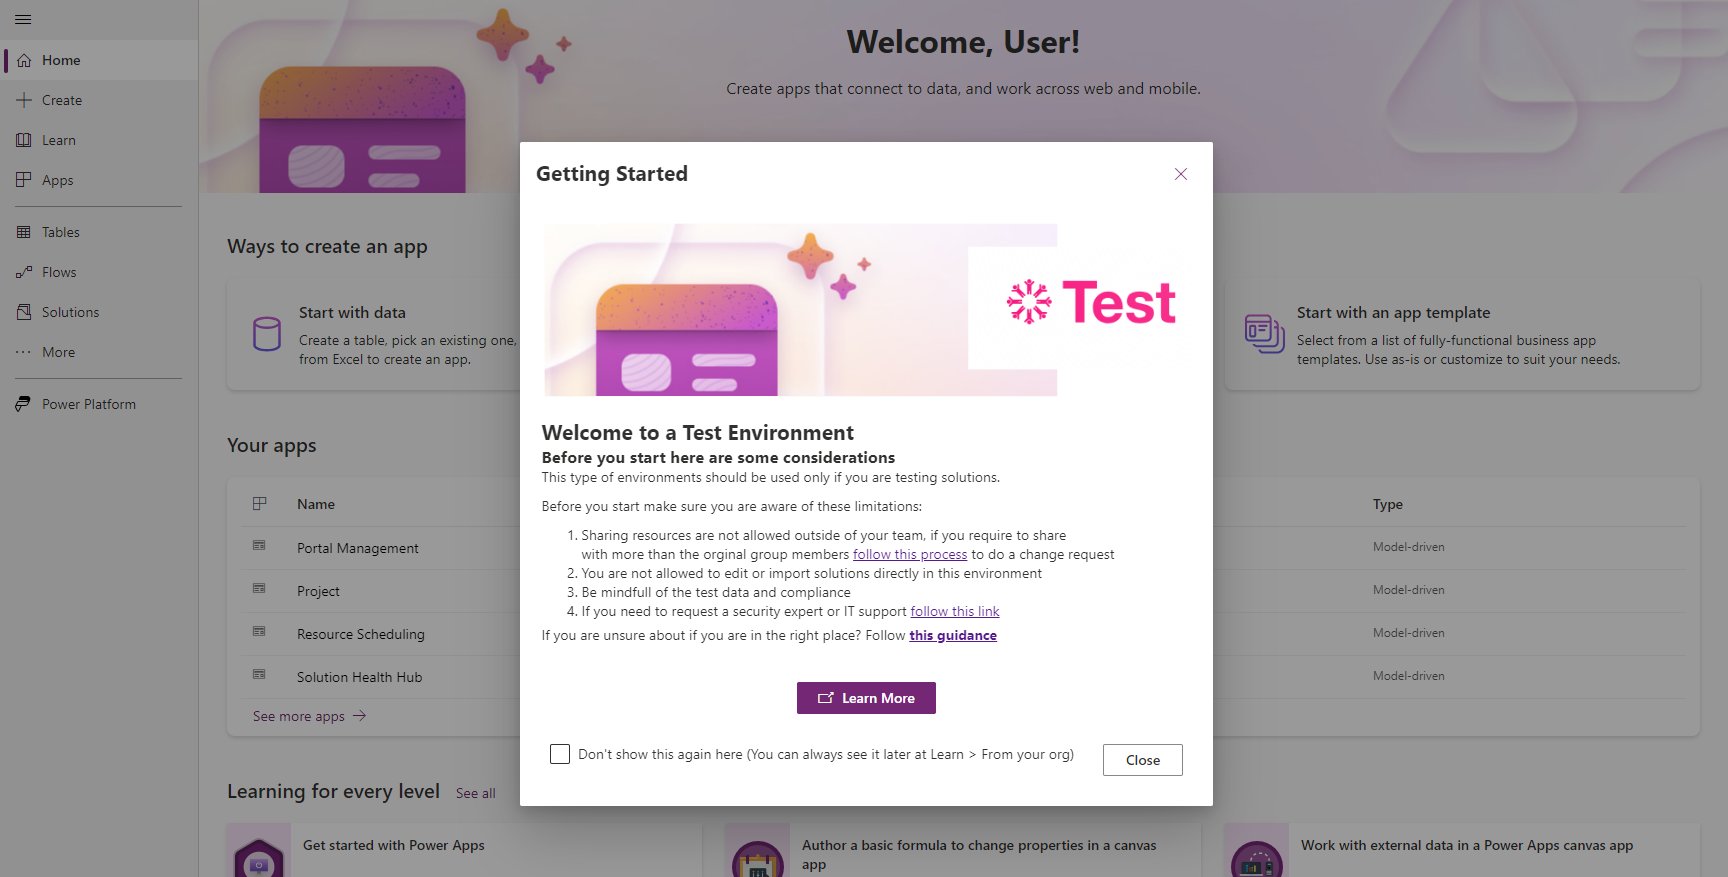 Home
Create
Learn
Apps
Tables
Flows
Solutions
More
Power Platform
Welcome, User!
Create apps that connect to data, and work across web and mobile.
Ways to create an app
Start with data
Create a table, pick an existing one,
from Excel to create an app.
Start with an app template
Select from a list of fully-functional business app
templates. Use as-is or customize to suit your needs.
Your apps
Name
Type
Portal Management
Model-driven
Project
Model-driven
Resource Scheduling
Model-driven
Solution Health Hub
Model-driven
See more apps
Learning for every level
See all
Get started with Power Apps
Author a basic formula to change properties in a canvas
app
Work with external data in a Power Apps canvas app
Getting Started
Test
Welcome to a Test Environment
Before you start here are some considerations
This type of environments should be used only if you are testing solutions.
Before you start make sure you are aware of these limitations:
1. Sharing resources are not allowed outside of your team, if you require to share
with more than the orginal group members follow this process to do a change request
2. You are not allowed to edit or import solutions directly in this environment
3. Be mindfull of the test data and compliance
4. If you need to request a security expert or IT support follow this link
If you are unsure about if you are in the right place? Follow this guidance
Learn More
Don't show this again here (You can always see it later at Learn > From your org)
Close